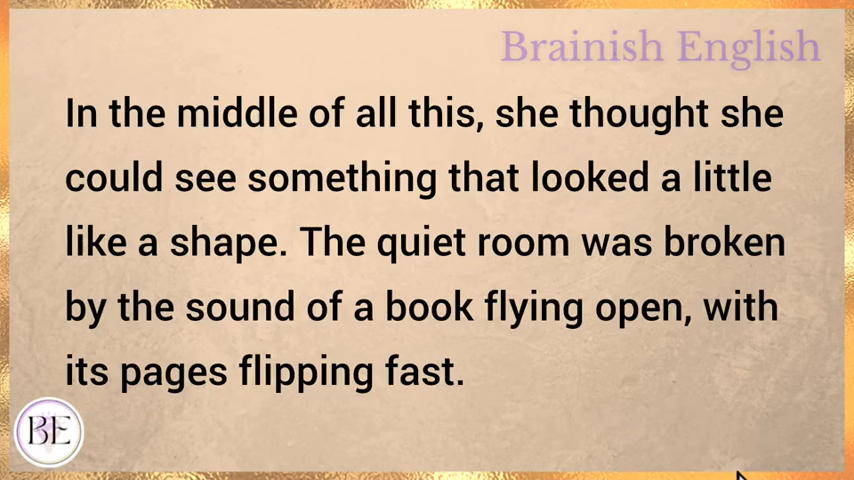 Brainish English
In the middle of all this, she thought she
could see something that looked a little
like a shape. The quiet room was broken
by the sound of a book flying open, with
its pages flipping fast.
BE